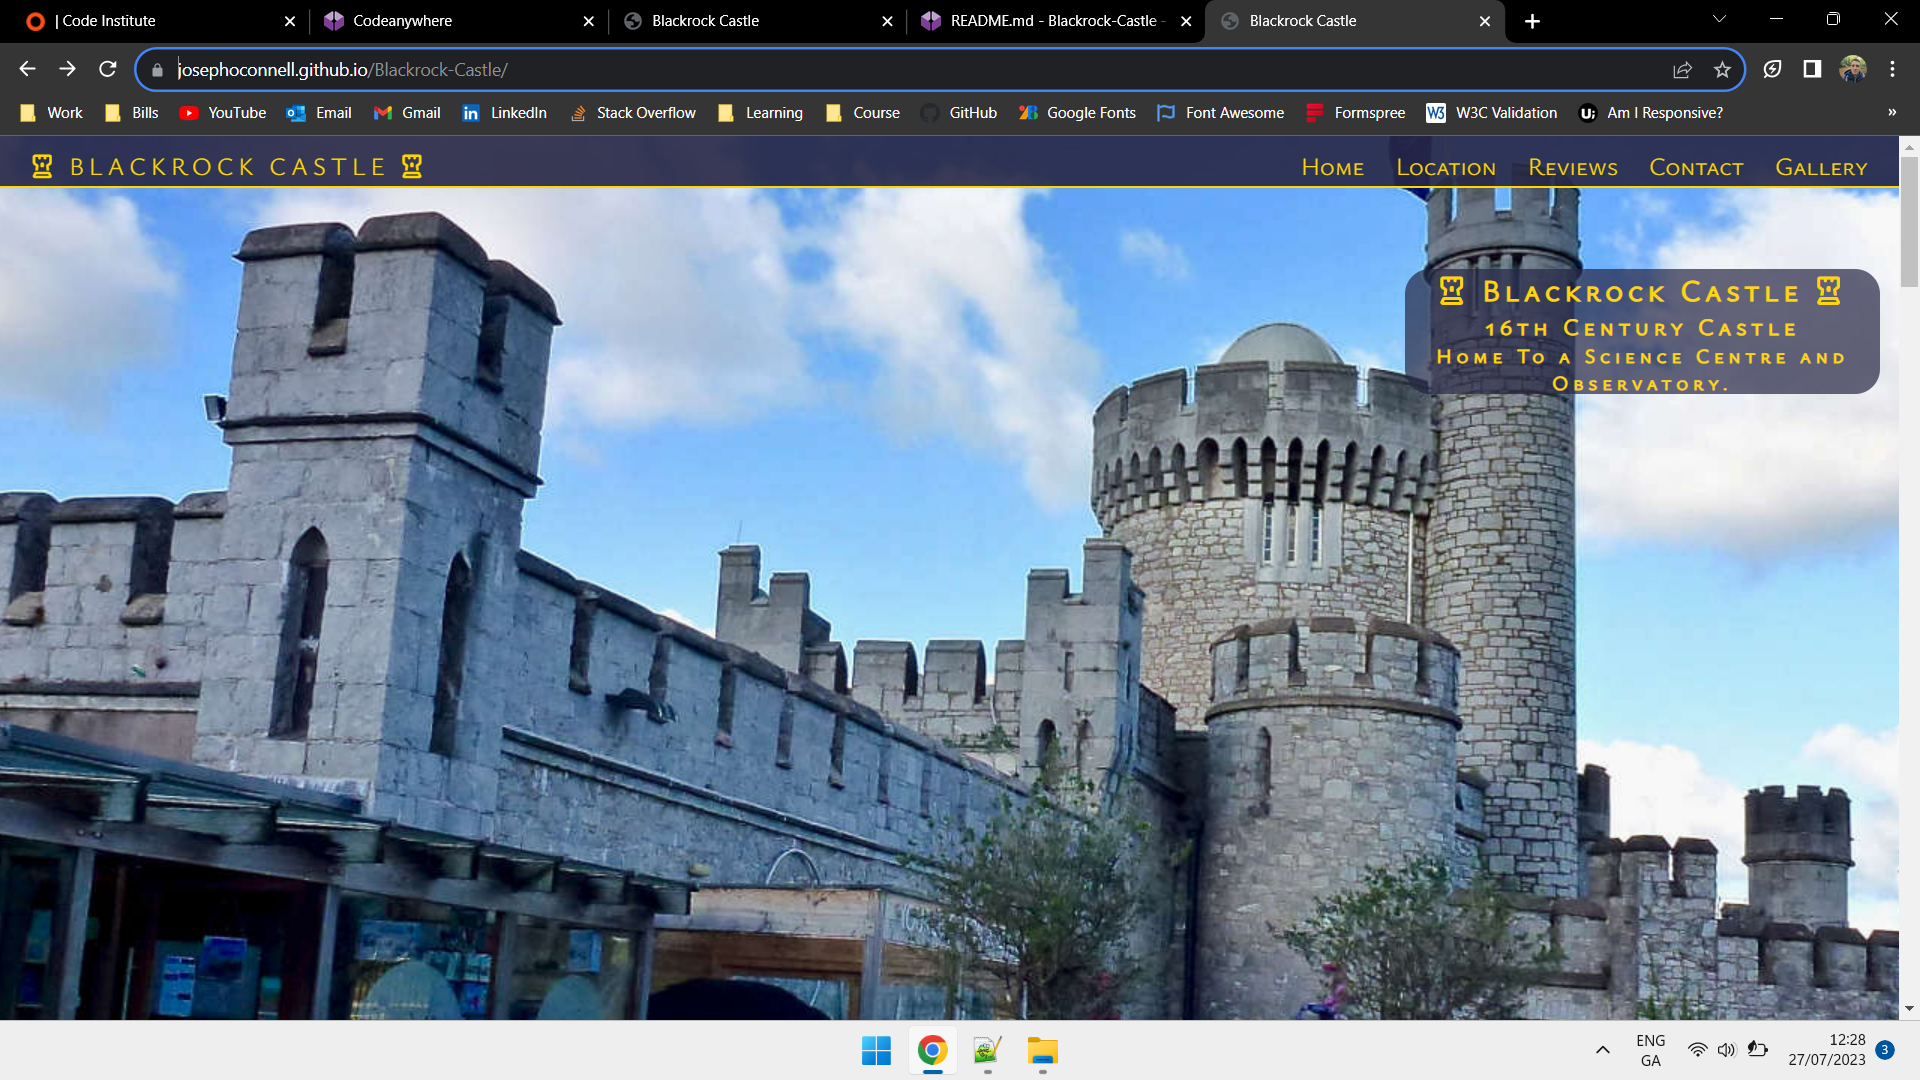 | Code Institute
Codeanywhere
Blackrock Castle
README.md - Blackrock-Castle -
Blackrock Castle
josephoconnell.github.io/Blackrock-Castle/
Work
Bills
YouTube
Email
Gmail
LinkedIn
Stack Overflow
Learning
Course
GitHub
Google Fonts
Font Awesome
Formspree
W3C Validation
Am I Responsive?
»
BLACKROCK CASTLE
Home
Location
Reviews
Contact
Gallery
Blackrock Castle
16th Century Castle
Home To a Science Centre and
Observatory.
ENG
GA
12:28
27/07/2023
3